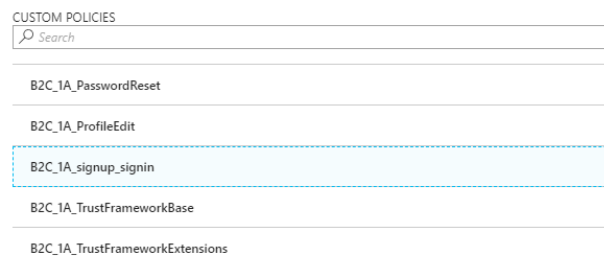 CUSTOM POLICIES
Search
B2C_1A_PasswordReset
B2C_1A_ProfileEdit
B2C_1A_signup_signin
B2C_1A_TrustFrameworkBase
B2C_1A_TrustFrameworkExtensions